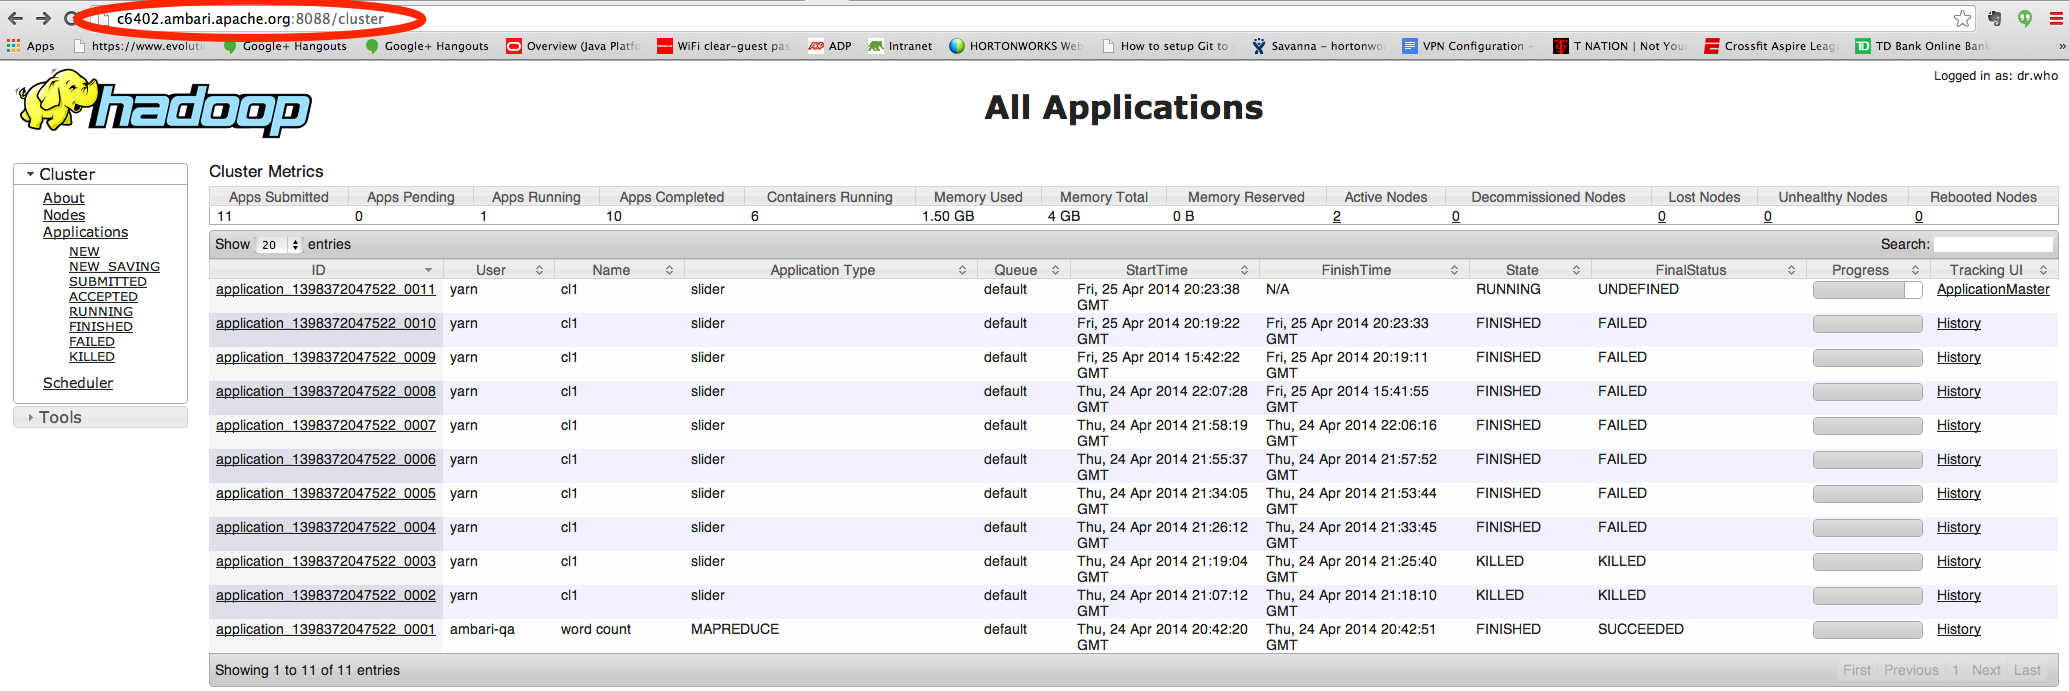 c6402.ambari.apache.org:8088/cluster
Apps https://www.evoluti Google+ Hangouts Google+ Hangouts Overview (Java Platfo WiFi clear-guest pas ADP Intranet HORTONWORKS Web How to setup Git to Savanna – hortonwor VPN Configuration – T NATION | Not You Crossfit Aspire Leag TD Bank Online Bank »
Logged in as: dr.who
hadoop
All Applications
Cluster
About
Nodes
Applications
NEW
NEW_SAVING
SUBMITTED
ACCEPTED
RUNNING
FINISHED
FAILED
KILLED
Scheduler
Tools
Cluster Metrics
Apps Submitted Apps Pending Apps Running Apps Completed Containers Running Memory Used Memory Total Memory Reserved Active Nodes Decommissioned Nodes Lost Nodes Unhealthy Nodes Rebooted Nodes
11 0 1 10 6 1.50 GB 4 GB 0 B 2 0 0 0 0
Show 20 entries Search:
ID User Name Application Type Queue StartTime FinishTime State FinalStatus Progress Tracking UI
application_1398372047522_0011 yarn cl1 slider default Fri, 25 Apr 2014 20:23:38 N/A RUNNING UNDEFINED ApplicationMaster
GMT
application_1398372047522_0010 yarn cl1 slider default Fri, 25 Apr 2014 20:19:22 Fri, 25 Apr 2014 20:23:33 FINISHED FAILED History
GMT GMT
application_1398372047522_0009 yarn cl1 slider default Fri, 25 Apr 2014 15:42:22 Fri, 25 Apr 2014 20:19:11 FINISHED FAILED History
GMT GMT
application_1398372047522_0008 yarn cl1 slider default Thu, 24 Apr 2014 22:07:28 Fri, 25 Apr 2014 15:41:55 FINISHED FAILED History
GMT GMT
application_1398372047522_0007 yarn cl1 slider default Thu, 24 Apr 2014 21:58:19 Thu, 24 Apr 2014 22:06:16 FINISHED FAILED History
GMT GMT
application_1398372047522_0006 yarn cl1 slider default Thu, 24 Apr 2014 21:55:37 Thu, 24 Apr 2014 21:57:52 FINISHED FAILED History
GMT GMT
application_1398372047522_0005 yarn cl1 slider default Thu, 24 Apr 2014 21:34:05 Thu, 24 Apr 2014 21:53:44 FINISHED FAILED History
GMT GMT
application_1398372047522_0004 yarn cl1 slider default Thu, 24 Apr 2014 21:26:12 Thu, 24 Apr 2014 21:33:45 FINISHED FAILED History
GMT GMT
application_1398372047522_0003 yarn cl1 slider default Thu, 24 Apr 2014 21:19:04 Thu, 24 Apr 2014 21:25:40 KILLED KILLED History
GMT GMT
application_1398372047522_0002 yarn cl1 slider default Thu, 24 Apr 2014 21:07:12 Thu, 24 Apr 2014 21:18:10 KILLED KILLED History
GMT GMT
application_1398372047522_0001 ambari-qa word count MAPREDUCE default Thu, 24 Apr 2014 20:42:20 Thu, 24 Apr 2014 20:42:51 FINISHED SUCCEEDED History
GMT GMT
Showing 1 to 11 of 11 entries First Previous 1 Next Last